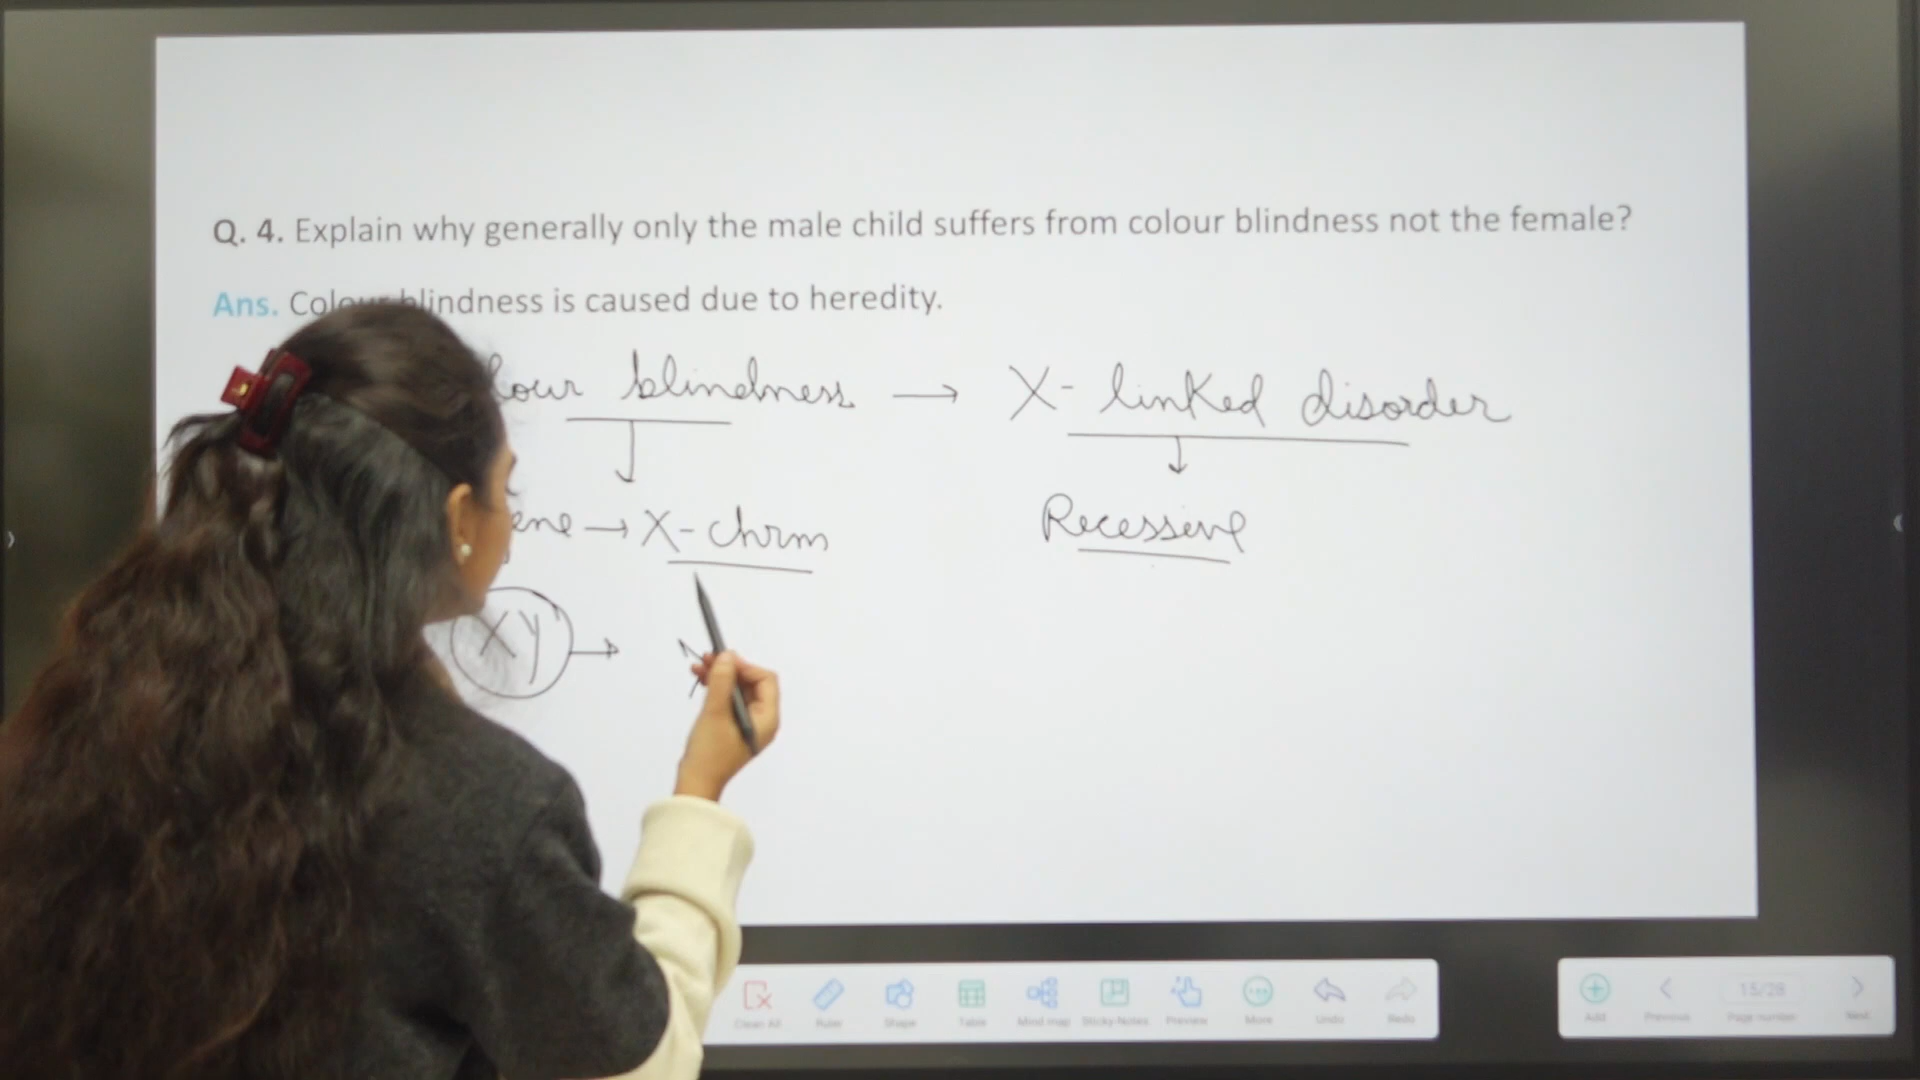 Q. 4. Explain why generally only the male child suffers from colour blindness not the female?
Ans. Colour blindness is caused due to heredity.
lour blindness → X- linked disorder
ene → X- chrm
Recessive
XY →
Clean All Ruler Shape Table Mind map Sticky-Notes Preview More Undo Redo
Add Previous 15/28 Page number Next